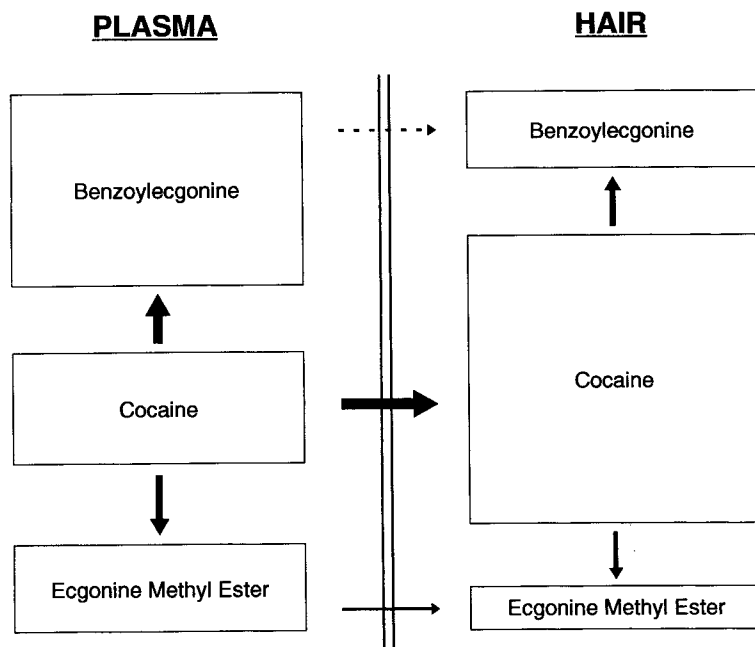 PLASMA
HAIR
Benzoylecgonine
Benzoylecgonine
Cocaine
Cocaine
Ecgonine Methyl Ester
Ecgonine Methyl Ester